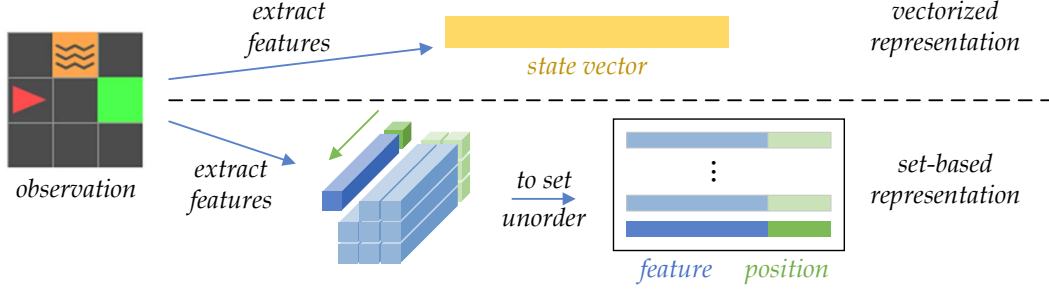 extract
features
state vector
vectorized
representation
observation
extract
features
to set
unorder
feature position
set-based
representation